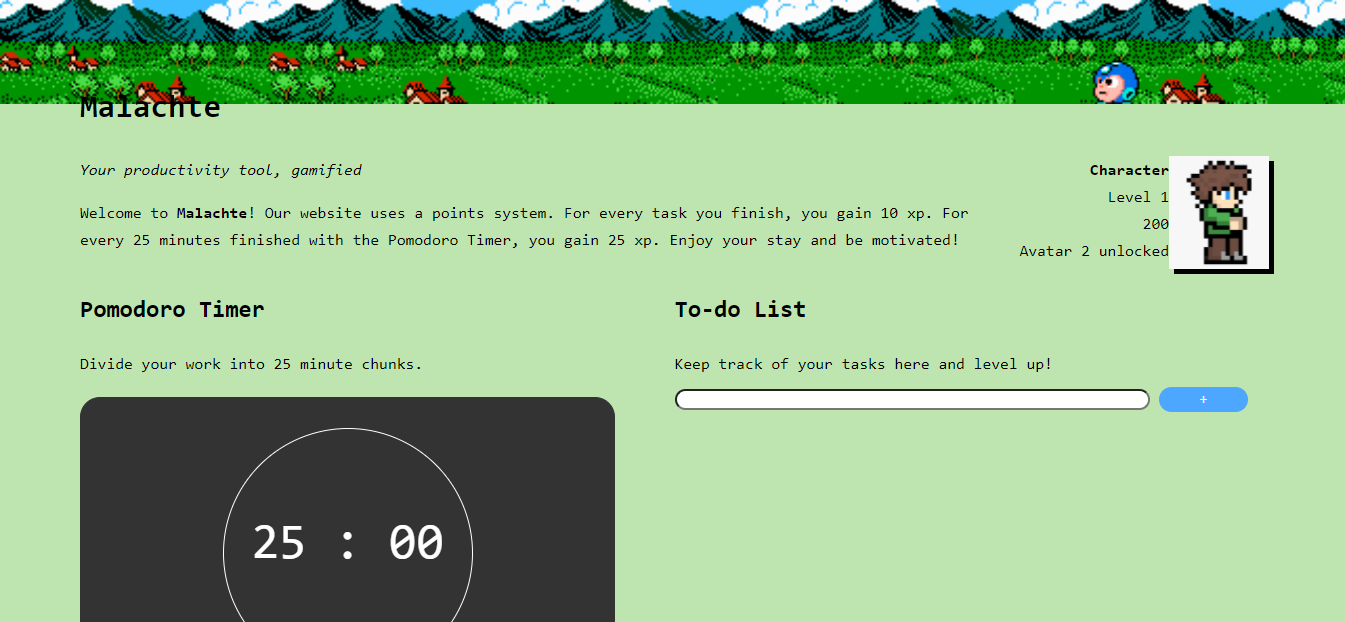 Malachte
Your productivity tool, gamified
Welcome to Malachte! Our website uses a points system. For every task you finish, you gain 10 xp. For
every 25 minutes finished with the Pomodoro Timer, you gain 25 xp. Enjoy your stay and be motivated!
Character
Level 1
200
Avatar 2 unlocked
Pomodoro Timer
Divide your work into 25 minute chunks.
25 : 00
To-do List
Keep track of your tasks here and level up!
+